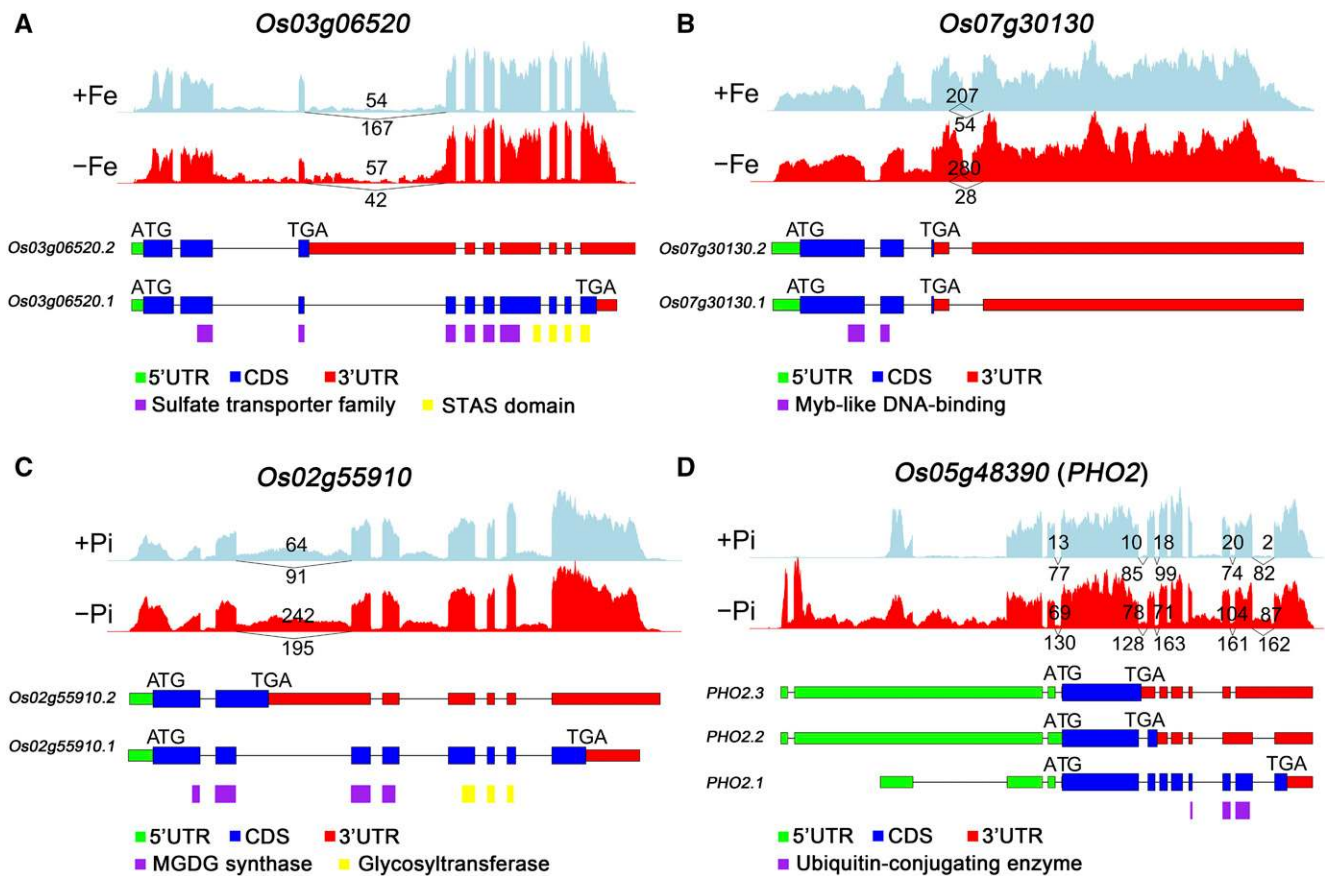 A
Os03g06520
+Fe
54
167
−Fe
57
42
ATG TGA
Os03g06520.2
ATG TGA
Os03g06520.1
5'UTR CDS 3'UTR
Sulfate transporter family STAS domain
B
Os07g30130
+Fe
207
54
−Fe
280
28
ATG TGA
Os07g30130.2
ATG TGA
Os07g30130.1
5'UTR CDS 3'UTR
Myb-like DNA-binding
C
Os02g55910
+Pi
64
91
−Pi
242
195
ATG TGA
Os02g55910.2
ATG TGA
Os02g55910.1
5'UTR CDS 3'UTR
MGDG synthase Glycosyltransferase
D
Os05g48390 (PHO2)
+Pi
13 10 18 20 2
77 85 99 74 82
−Pi
69 78 71 104 87
130 128 163 161 162
ATG TGA
PHO2.3
ATG TGA
PHO2.2
ATG TGA
PHO2.1
5'UTR CDS 3'UTR
Ubiquitin-conjugating enzyme